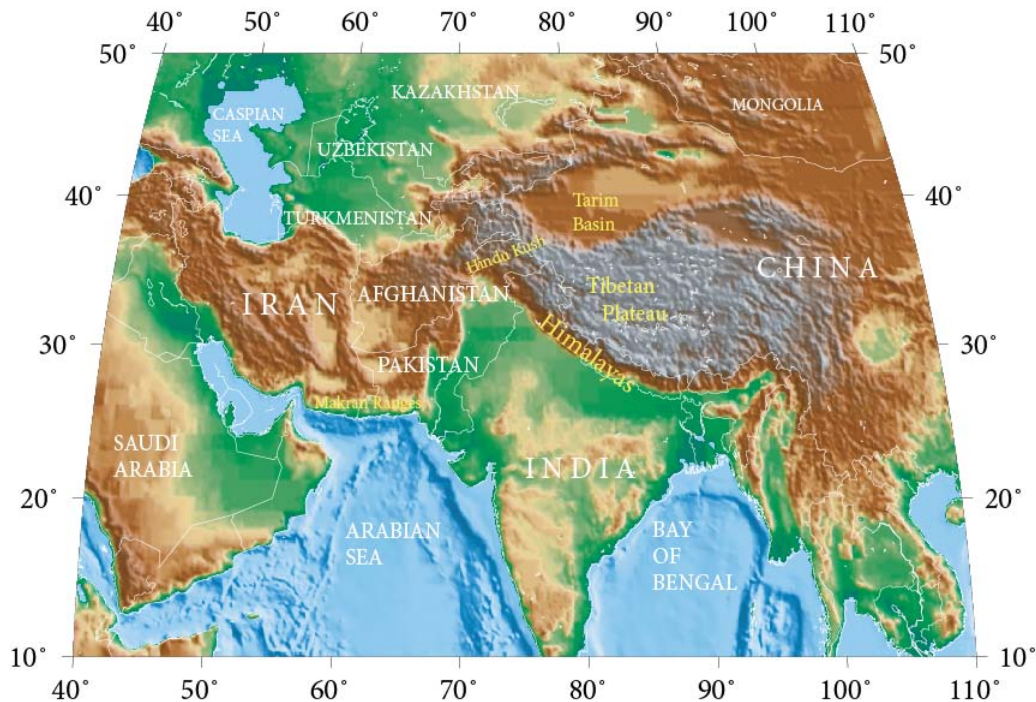 40˚ 50˚ 60˚ 70˚ 80˚ 90˚ 100˚ 110˚
50˚ 50˚
CASPIAN
SEA
KAZAKHSTAN
MONGOLIA
UZBEKISTAN
40˚ 40˚
TURKMENISTAN
Tarim
Basin
Hindu Kush
CHINA
IRAN
AFGHANISTAN
Tibetan
Plateau
Himalayas
30˚ 30˚
PAKISTAN
Makran Ranges
SAUDI
ARABIA
INDIA
20˚ 20˚
ARABIAN
SEA
BAY
OF
BENGAL
10˚ 10˚
40˚ 50˚ 60˚ 70˚ 80˚ 90˚ 100˚ 110˚